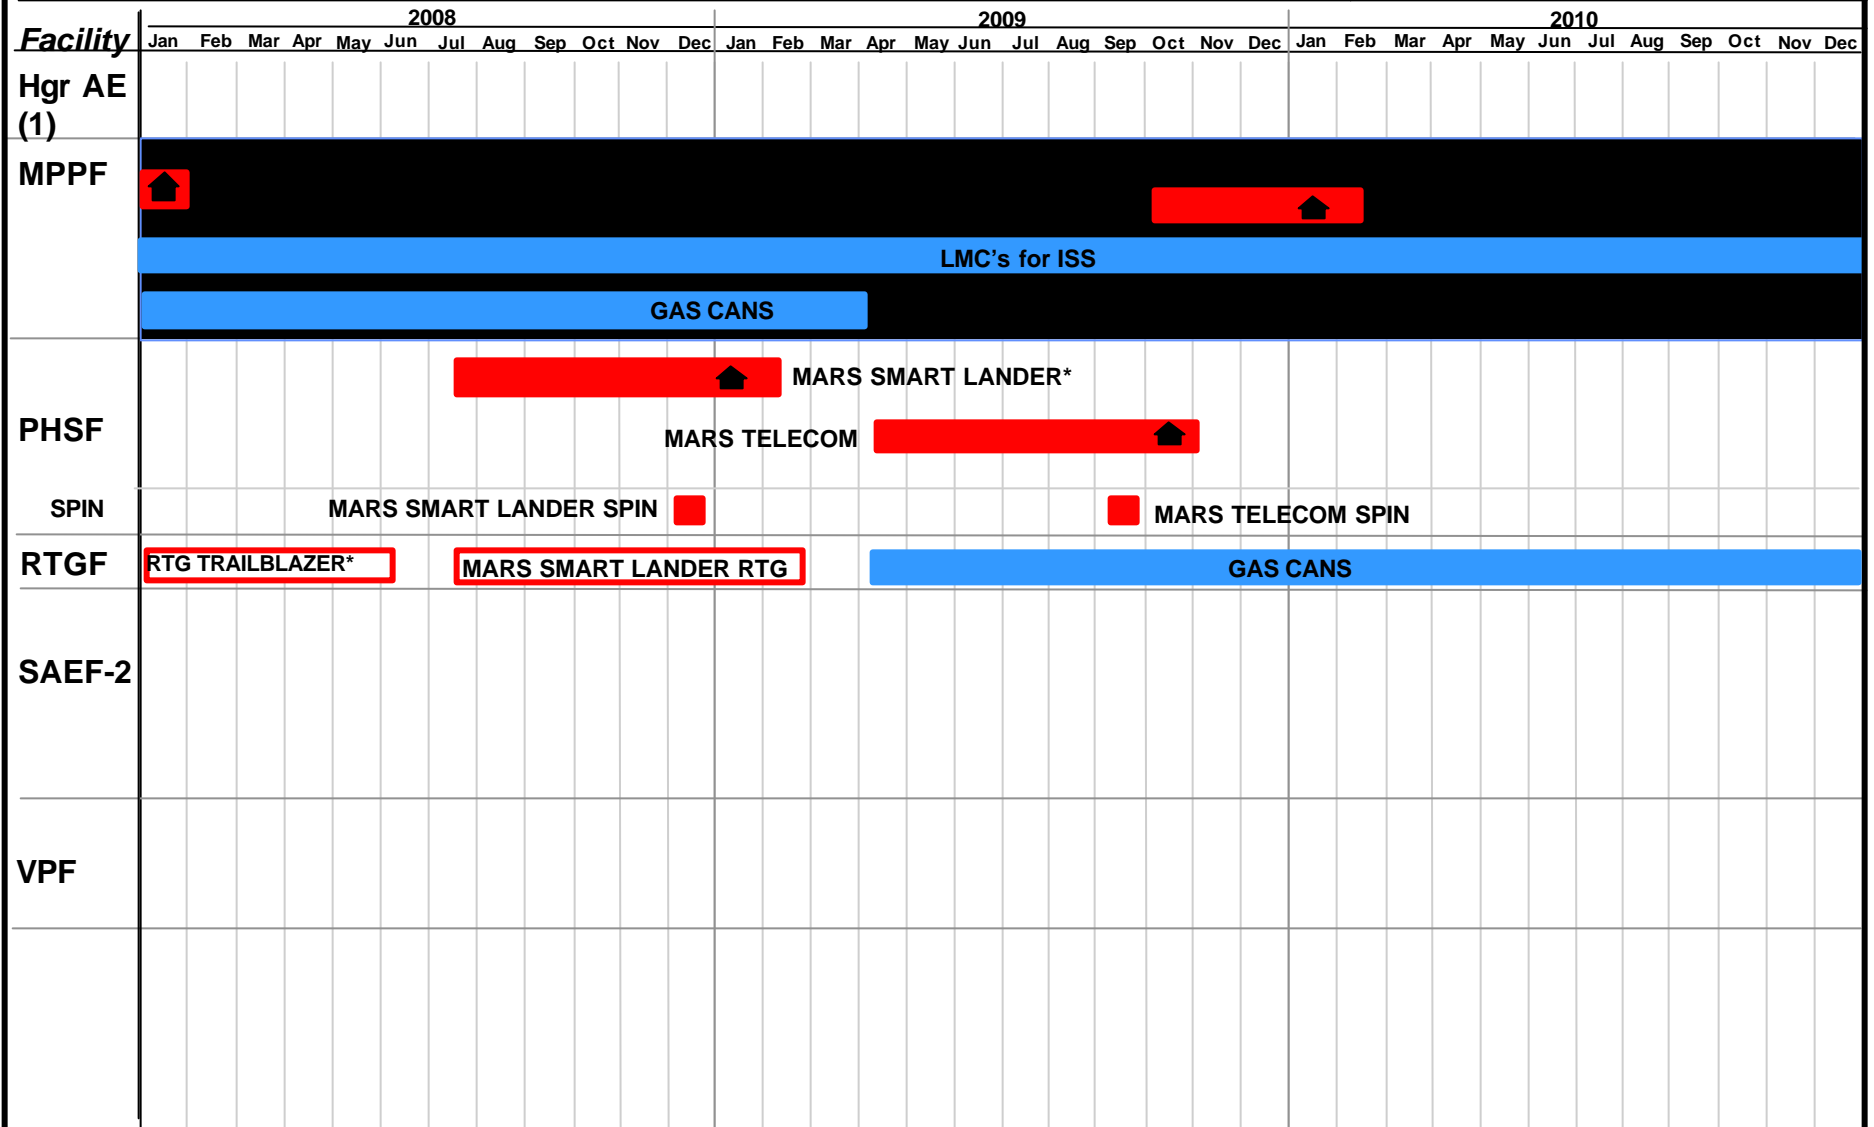 2008 2009 2010
Facility Jan Feb Mar Apr May Jun Jul Aug Sep Oct Nov Dec Jan Feb Mar Apr May Jun Jul Aug Sep Oct Nov Dec Jan Feb Mar Apr May Jun Jul Aug Sep Oct Nov Dec
Hgr AE
(1)
MPPF
LMC's for ISS
GAS CANS
MARS SMART LANDER*
PHSF
MARS TELECOM
SPIN MARS SMART LANDER SPIN MARS TELECOM SPIN
RTGF RTG TRAILBLAZER* MARS SMART LANDER RTG GAS CANS
SAEF-2
VPF